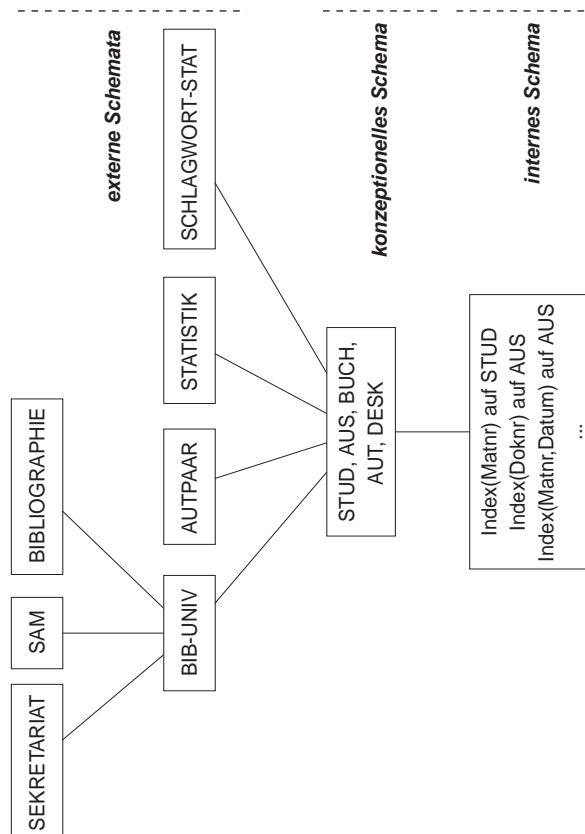 SEKRETARIAT
SAM
BIBLIOGRAPHIE
BIB-UNIV
AUTPAAR
STATISTIK
SCHLAGWORT-STAT
externe Schemata
STUD, AUS, BUCH,
AUT, DESK
konzeptionelles Schema
Index(Matnr) auf STUD
Index(Doknr) auf AUS
Index(Matnr,Datum) auf AUS
...
internes Schema